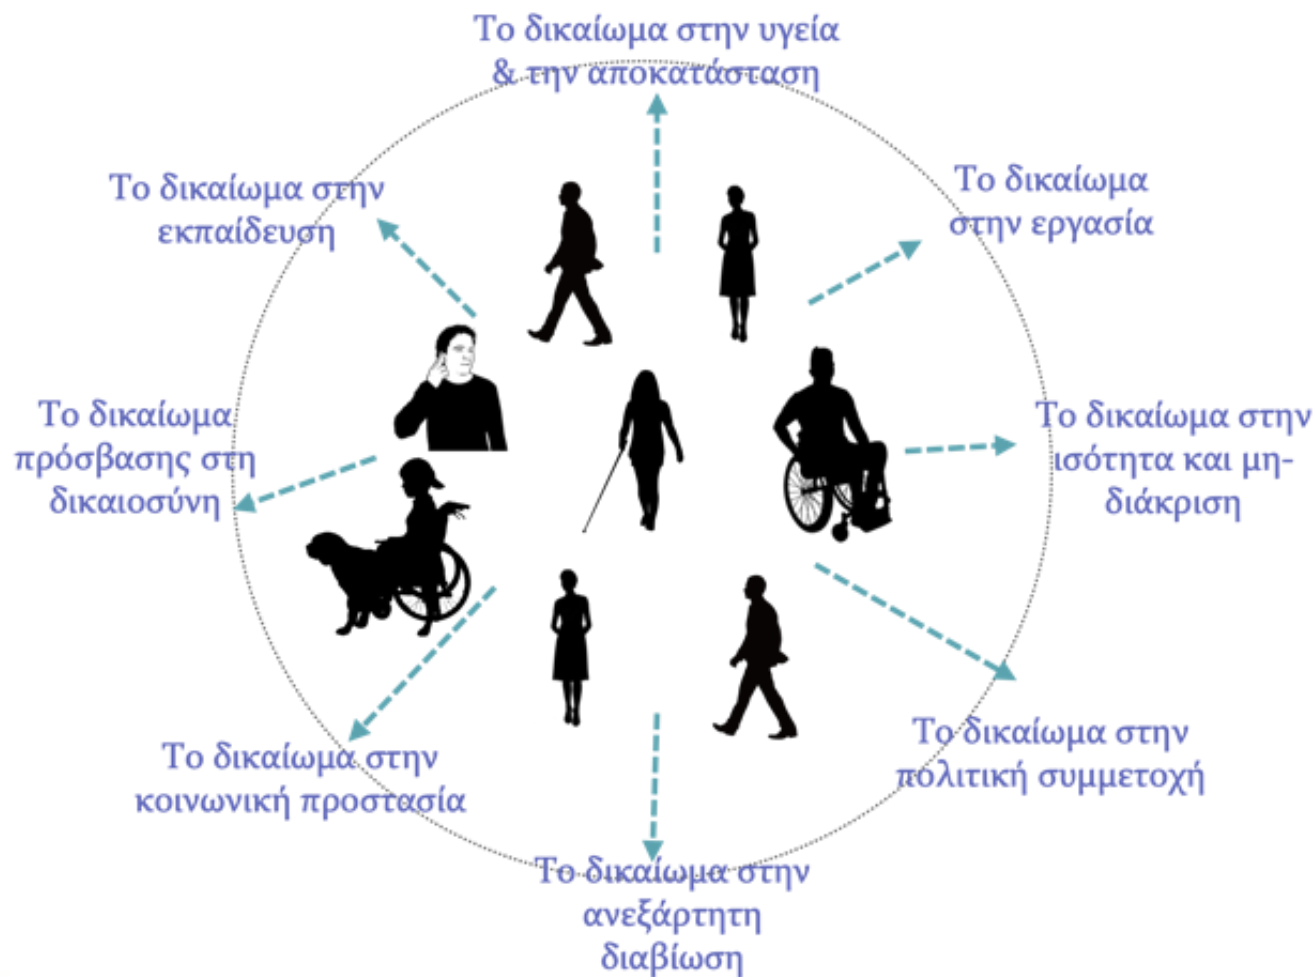 Το δικαίωμα στην υγεία
& την αποκατάσταση
Το δικαίωμα στην
εκπαίδευση
Το δικαίωμα
στην εργασία
Το δικαίωμα
πρόσβασης στη
δικαιοσύνη
Το δικαίωμα στην
ισότητα και μη-
διάκριση
Το δικαίωμα στην
κοινωνική προστασία
Το δικαίωμα στην
πολιτική συμμετοχή
Το δικαίωμα στην
ανεξάρτητη
διαβίωση